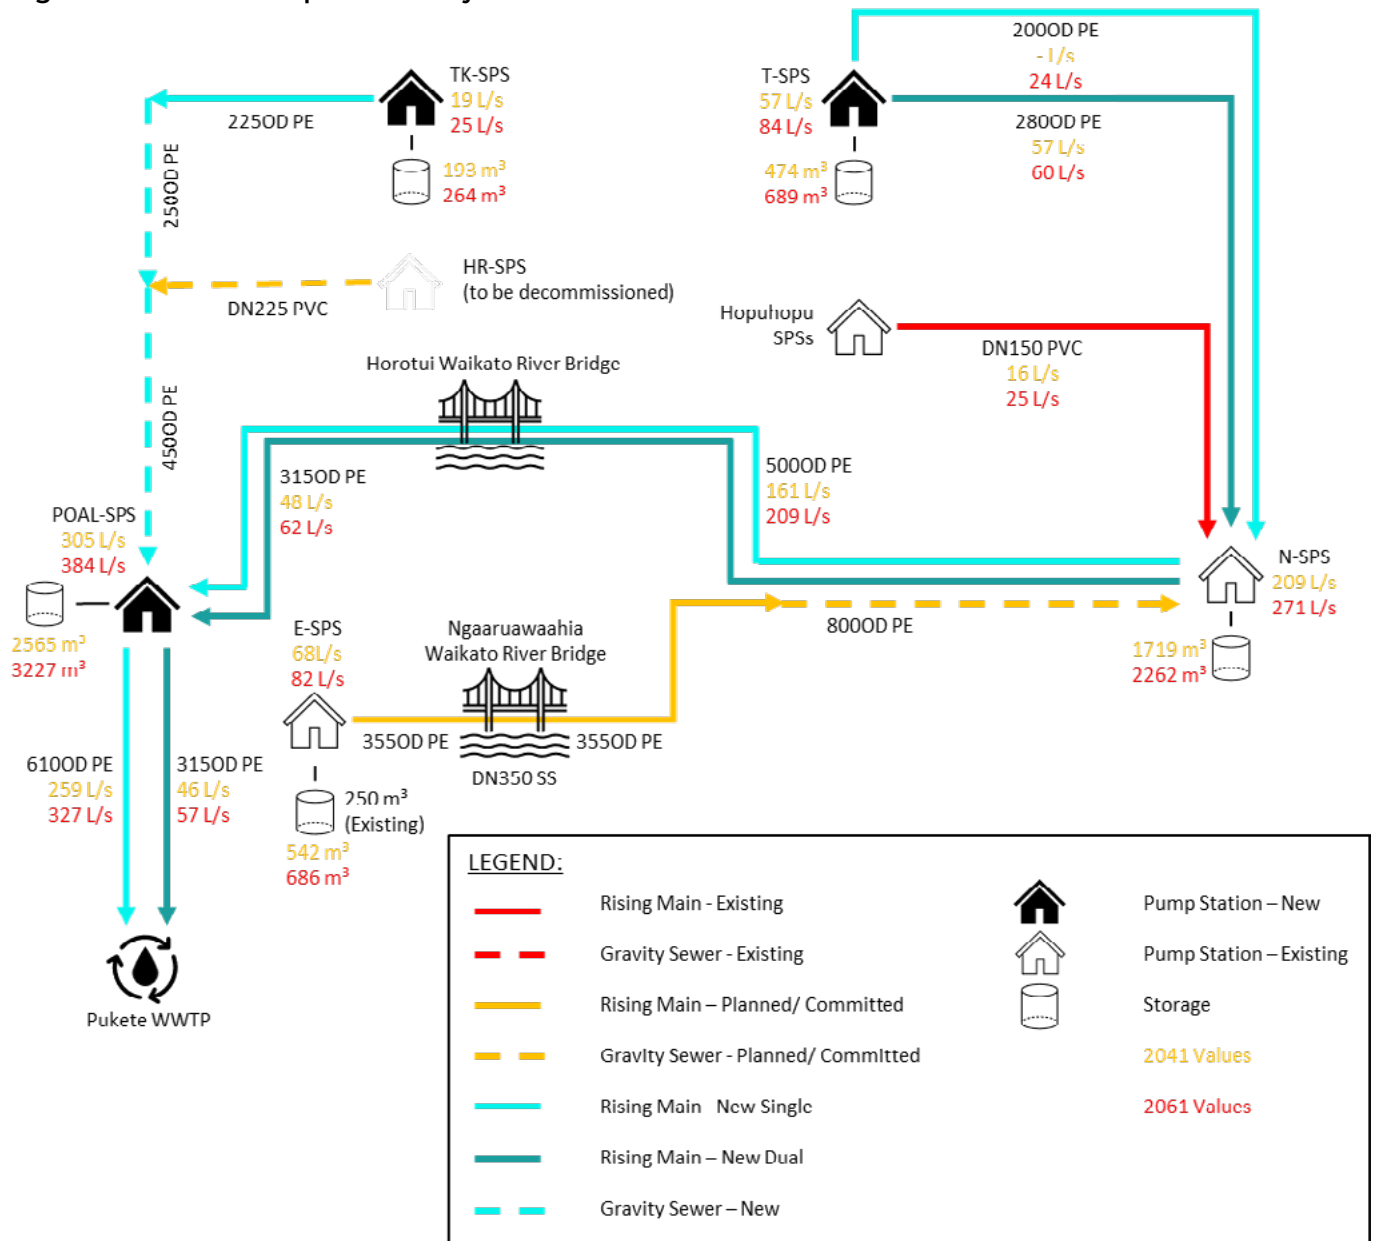 TK-SPS
19 L/s
25 L/s
225OD PE
250OD PE
193 m³
264 m³
T-SPS
57 L/s
84 L/s
200OD PE
- L/s
24 L/s
280OD PE
57 L/s
60 L/s
474 m³
689 m³
HR-SPS
(to be decommissioned)
DN225 PVC
Hopuhopu
SPSs
DN150 PVC
16 L/s
25 L/s
Horotui Waikato River Bridge
450OD PE
315OD PE
48 L/s
62 L/s
500OD PE
161 L/s
209 L/s
POAL-SPS
305 L/s
384 L/s
2565 m³
3227 m³
N-SPS
209 L/s
271 L/s
1719 m³
2262 m³
800OD PE
E-SPS
68L/s
82 L/s
Ngaaruawaahia
Waikato River Bridge
355OD PE
355OD PE
DN350 SS
250 m³
(Existing)
542 m³
686 m³
610OD PE
259 L/s
327 L/s
315OD PE
46 L/s
57 L/s
Pukete WWTP
LEGEND:
Rising Main - Existing
Gravity Sewer - Existing
Rising Main – Planned/ Committed
Gravity Sewer - Planned/ Committed
Rising Main New Single
Rising Main – New Dual
Gravity Sewer – New
Pump Station – New
Pump Station – Existing
Storage
2041 Values
2061 Values